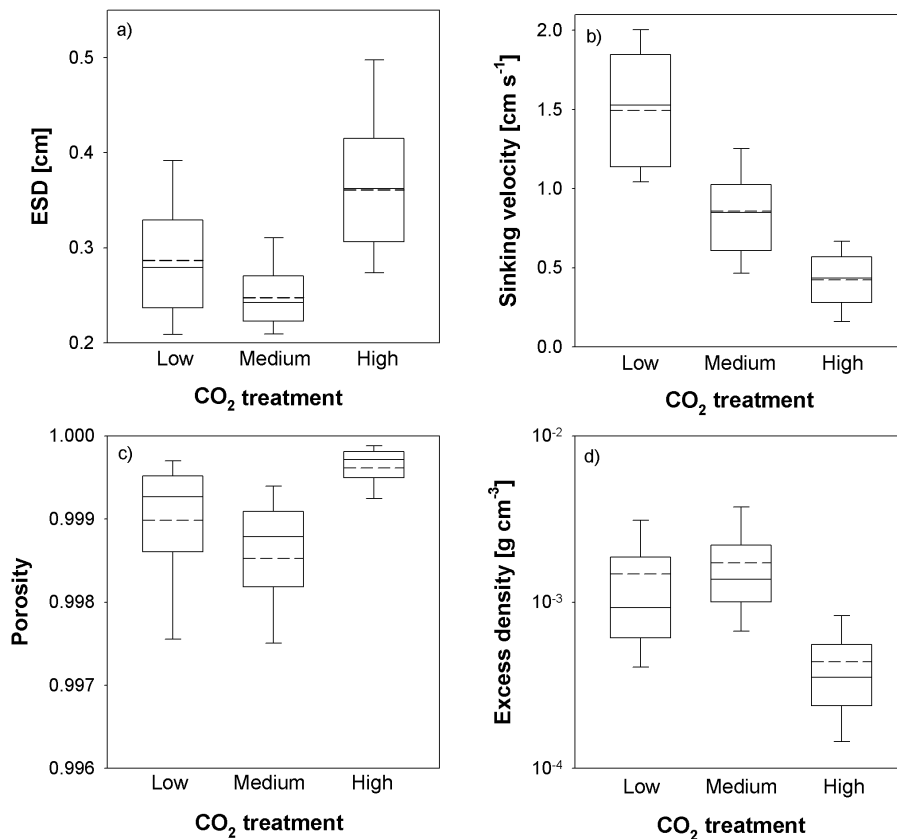 a)
ESD [cm]
0.5
0.4
0.3
0.2
Low Medium High
CO₂ treatment
b)
Sinking velocity [cm s⁻¹]
2.0
1.5
1.0
0.5
0.0
Low Medium High
CO₂ treatment
c)
Porosity
1.000
0.999
0.998
0.997
0.996
Low Medium High
CO₂ treatment
d)
Excess density [g cm⁻³]
10⁻²
10⁻³
10⁻⁴
Low Medium High
CO₂ treatment